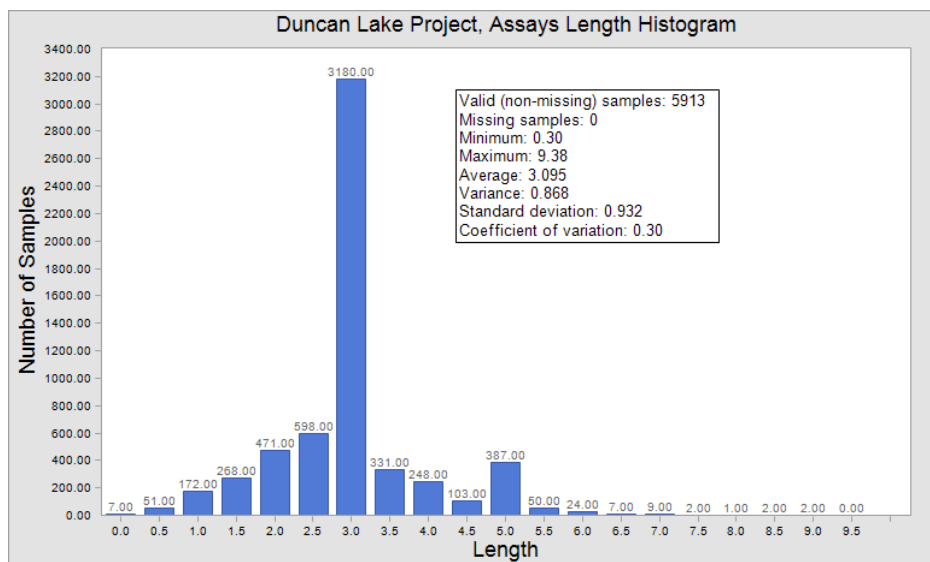 Duncan Lake Project, Assays Length Histogram
3400.00
3200.00
3000.00
2800.00
2600.00
2400.00
2200.00
2000.00
1800.00
1600.00
1400.00
1200.00
1000.00
800.00
600.00
400.00
200.00
0.00
Number of Samples
Valid (non-missing) samples: 5913
Missing samples: 0
Minimum: 0.30
Maximum: 9.38
Average: 3.095
Variance: 0.868
Standard deviation: 0.932
Coefficient of variation: 0.30
7.00 51.00 172.00 268.00 471.00 598.00 3180.00 331.00 248.00 103.00 387.00 50.00 24.00 7.00 9.00 2.00 1.00 2.00 2.00 0.00
0.0 0.5 1.0 1.5 2.0 2.5 3.0 3.5 4.0 4.5 5.0 5.5 6.0 6.5 7.0 7.5 8.0 8.5 9.0 9.5
Length